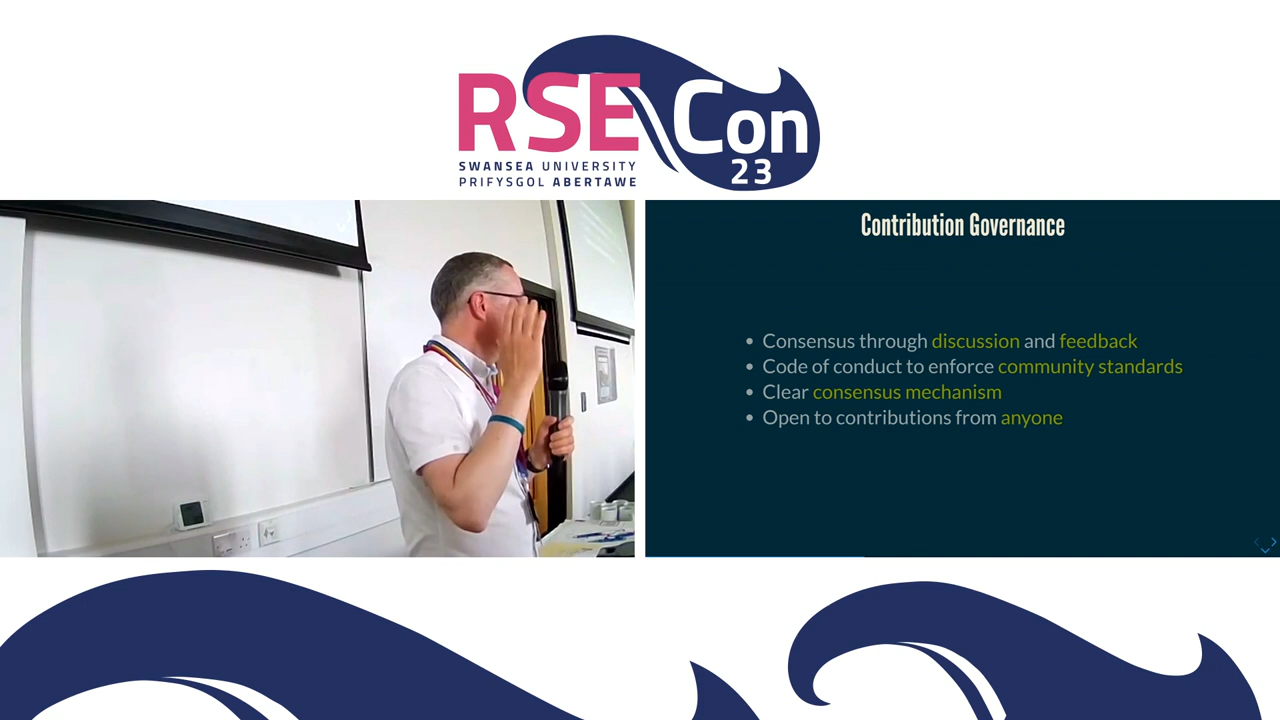 RSE Con
23
SWANSEA UNIVERSITY
PRIFYSGOL ABERTAWE
Contribution Governance
• Consensus through discussion and feedback
• Code of conduct to enforce community standards
• Clear consensus mechanism
• Open to contributions from anyone